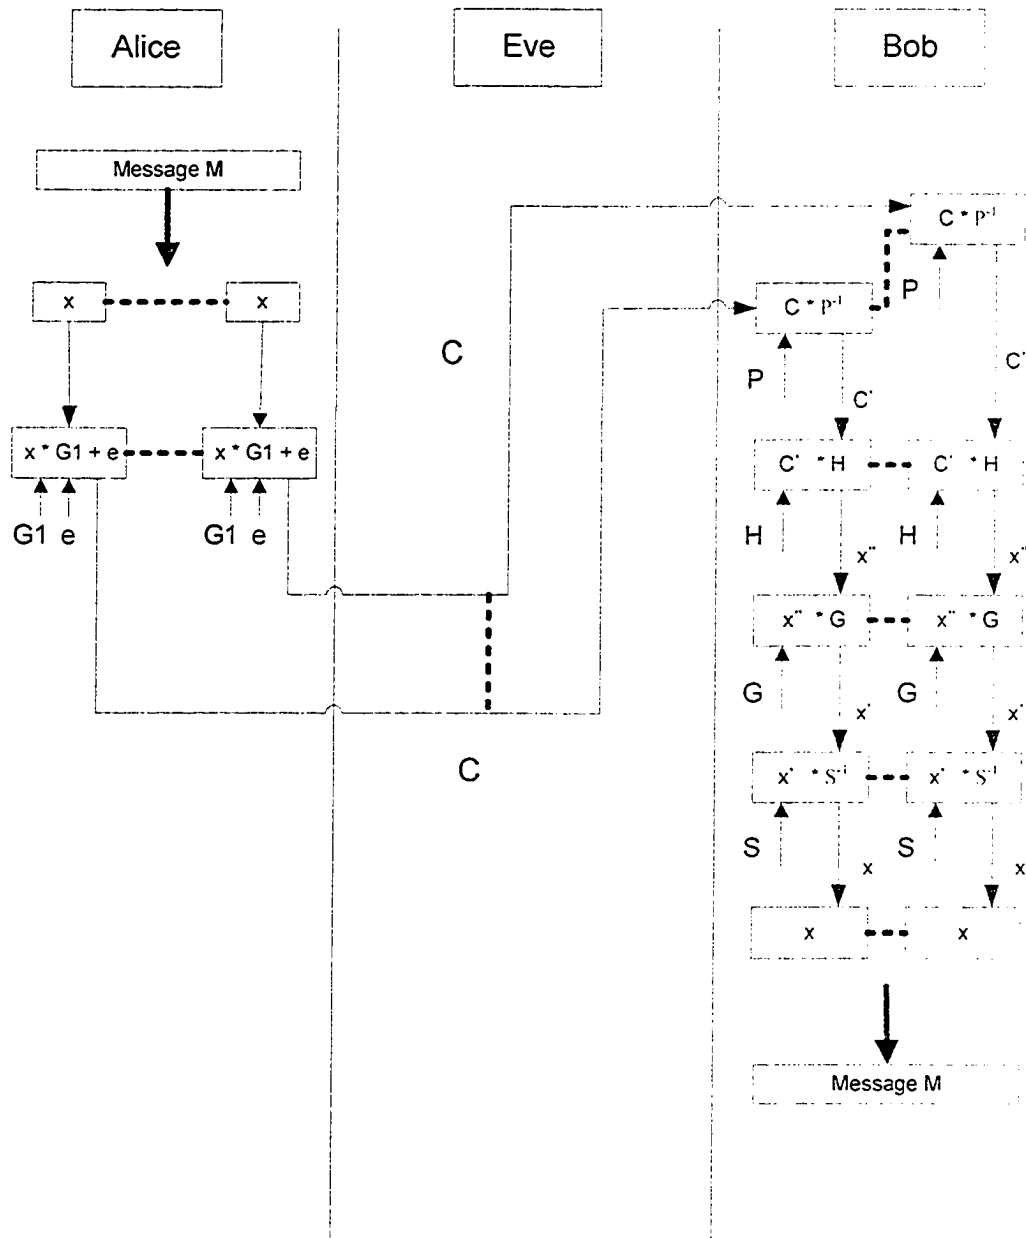 Alice
Eve
Bob
Message M
x x
x * G1 + e x * G1 + e
G1 e G1 e
C
C
C * P⁻¹
P
C * P⁻¹
P
C'
C'
C' * H C' * H
H H
x'' x''
x'' * G x'' * G
G G
x' x'
x' * S⁻¹ x' * S⁻¹
S S
x x
x x
Message M